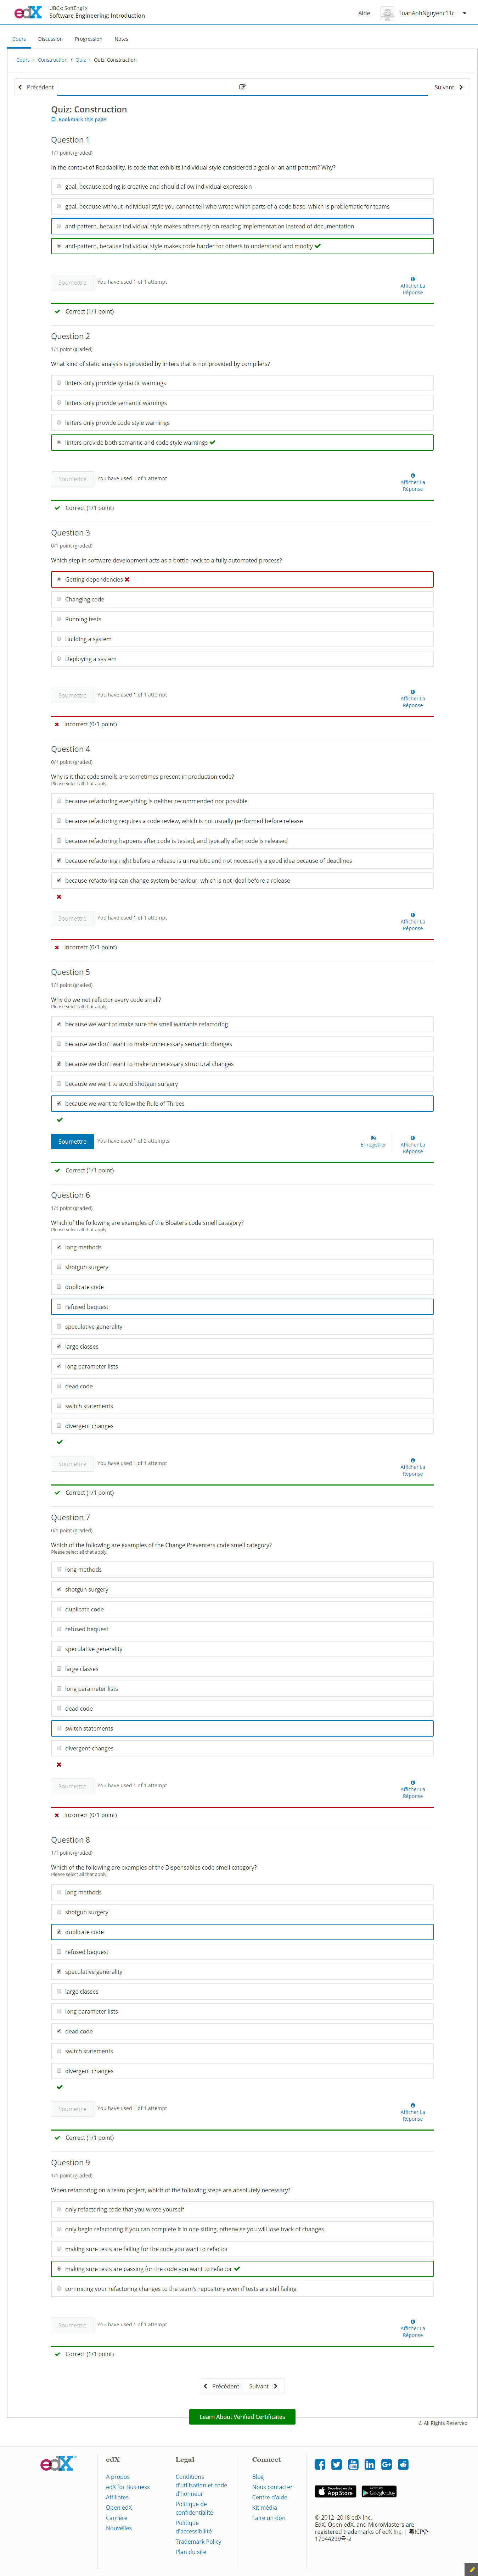 edX
UBCx: SoftEng1x
Software Engineering: Introduction
Aide
TuanAnhNguyenc11c
Cours
Discussion
Progression
Notes
Cours › Construction › Quiz › Quiz: Construction
Précédent
Suivant
Quiz: Construction
Bookmark this page
Question 1
1/1 point (graded)
In the context of Readability, is code that exhibits individual style considered a goal or an anti-pattern? Why?
goal, because coding is creative and should allow individual expression
goal, because without individual style you cannot tell who wrote which parts of a code base, which is problematic for teams
anti-pattern, because individual style makes others rely on reading implementation instead of documentation
anti-pattern, because individual style makes code harder for others to understand and modify
Soumettre
You have used 1 of 1 attempt
Afficher La
Réponse
Correct (1/1 point)
Question 2
1/1 point (graded)
What kind of static analysis is provided by linters that is not provided by compilers?
linters only provide syntactic warnings
linters only provide semantic warnings
linters only provide code style warnings
linters provide both semantic and code style warnings
Soumettre
You have used 1 of 1 attempt
Afficher La
Réponse
Correct (1/1 point)
Question 3
0/1 point (graded)
Which step in software development acts as a bottle-neck to a fully automated process?
Getting dependencies
Changing code
Running tests
Building a system
Deploying a system
Soumettre
You have used 1 of 1 attempt
Afficher La
Réponse
Incorrect (0/1 point)
Question 4
0/1 point (graded)
Why is it that code smells are sometimes present in production code?
Please select all that apply.
because refactoring everything is neither recommended nor possible
because refactoring requires a code review, which is not usually performed before release
because refactoring happens after code is tested, and typically after code is released
because refactoring right before a release is unrealistic and not necessarily a good idea because of deadlines
because refactoring can change system behaviour, which is not ideal before a release
Soumettre
You have used 1 of 1 attempt
Afficher La
Réponse
Incorrect (0/1 point)
Question 5
1/1 point (graded)
Why do we not refactor every code smell?
Please select all that apply.
because we want to make sure the smell warrants refactoring
because we don't want to make unnecessary semantic changes
because we don't want to make unnecessary structural changes
because we want to avoid shotgun surgery
because we want to follow the Rule of Threes
Soumettre
You have used 1 of 2 attempts
Enregistrer
Afficher La
Réponse
Correct (1/1 point)
Question 6
1/1 point (graded)
Which of the following are examples of the Bloaters code smell category?
Please select all that apply.
long methods
shotgun surgery
duplicate code
refused bequest
speculative generality
large classes
long parameter lists
dead code
switch statements
divergent changes
Soumettre
You have used 1 of 1 attempt
Afficher La
Réponse
Correct (1/1 point)
Question 7
0/1 point (graded)
Which of the following are examples of the Change Preventers code smell category?
Please select all that apply.
long methods
shotgun surgery
duplicate code
refused bequest
speculative generality
large classes
long parameter lists
dead code
switch statements
divergent changes
Soumettre
You have used 1 of 1 attempt
Afficher La
Réponse
Incorrect (0/1 point)
Question 8
1/1 point (graded)
Which of the following are examples of the Dispensables code smell category?
Please select all that apply.
long methods
shotgun surgery
duplicate code
refused bequest
speculative generality
large classes
long parameter lists
dead code
switch statements
divergent changes
Soumettre
You have used 1 of 1 attempt
Afficher La
Réponse
Correct (1/1 point)
Question 9
1/1 point (graded)
When refactoring on a team project, which of the following steps are absolutely necessary?
only refactoring code that you wrote yourself
only begin refactoring if you can complete it in one sitting, otherwise you will lose track of changes
making sure tests are failing for the code you want to refactor
making sure tests are passing for the code you want to refactor
commiting your refactoring changes to the team's repository even if tests are still failing
Soumettre
You have used 1 of 1 attempt
Afficher La
Réponse
Correct (1/1 point)
Précédent
Suivant
Learn About Verified Certificates
© All Rights Reserved
edX
edX
A propos
edX for Business
Affiliates
Open edX
Carrière
Nouvelles
Legal
Conditions
d'utilisation et code
d'honneur
Politique de
confidentialité
Politique
d'accessibilité
Trademark Policy
Plan du site
Connect
Blog
Nous contacter
Centre d'aide
Kit média
Faire un don
App Store
Google play
© 2012–2018 edX Inc.
EdX, Open edX, and MicroMasters are
registered trademarks of edX Inc. | 粤ICP备
17044299号-2